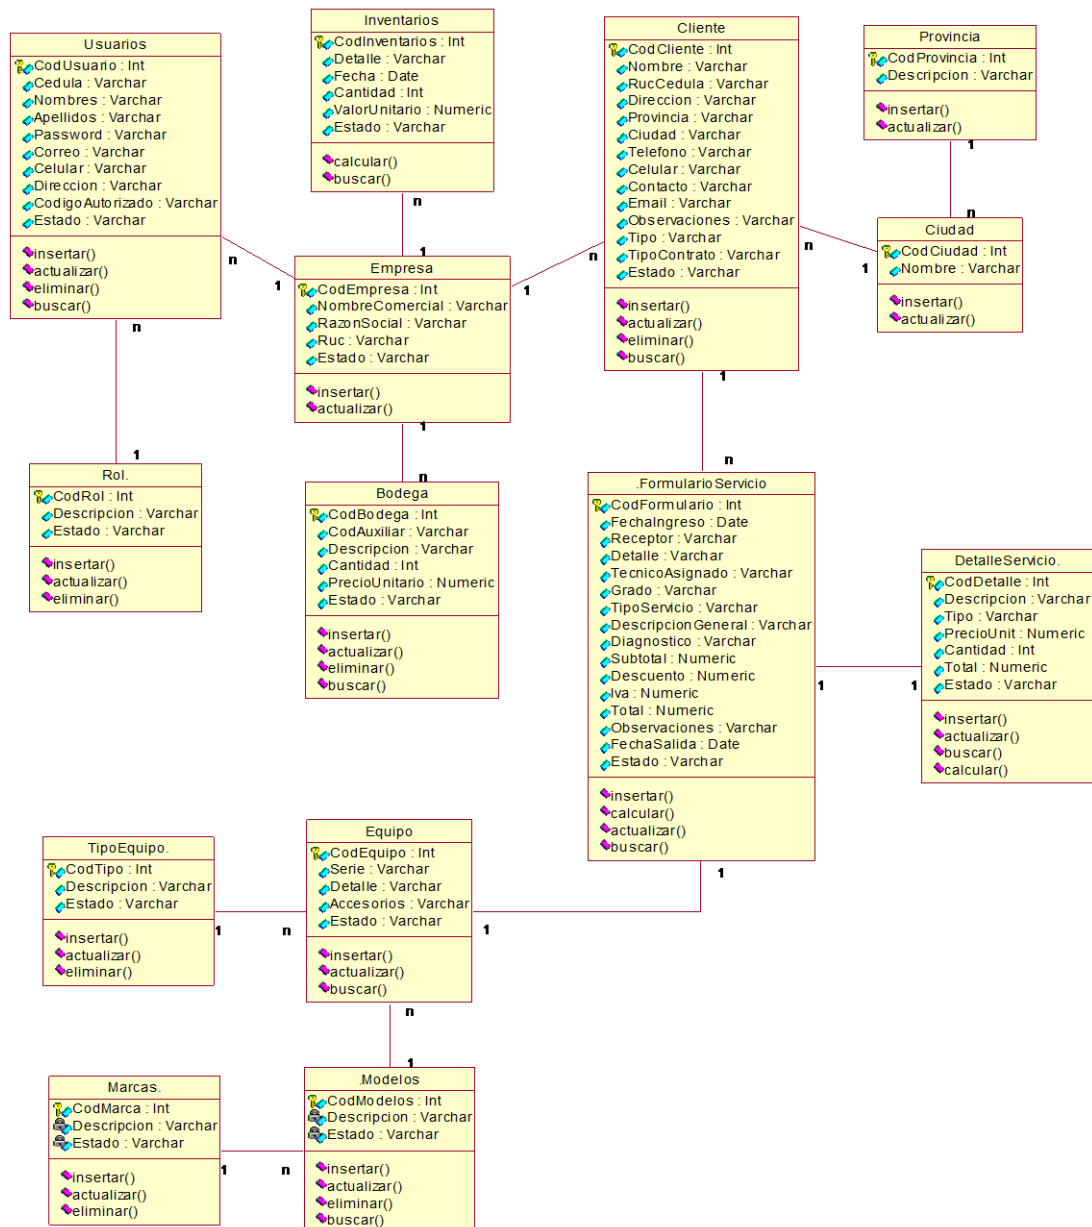 Usuarios
CodUsuario : Int
Cedula : Varchar
Nombres : Varchar
Apellidos : Varchar
Password : Varchar
Correo : Varchar
Celular : Varchar
Direccion : Varchar
CodigoAutorizado : Varchar
Estado : Varchar
insertar()
actualizar()
eliminar()
buscar()
n
n
Inventarios
CodInventarios : Int
Detalle : Varchar
Fecha : Date
Cantidad : Int
ValorUnitario : Numeric
Estado : Varchar
calcular()
buscar()
n
1
Cliente
CodCliente : Int
Nombre : Varchar
RucCedula : Varchar
Direccion : Varchar
Provincia : Varchar
Ciudad : Varchar
Telefono : Varchar
Celular : Varchar
Contacto : Varchar
Email : Varchar
Observaciones : Varchar
Tipo : Varchar
TipoContrato : Varchar
Estado : Varchar
insertar()
actualizar()
eliminar()
buscar()
n
n
1
Provincia
CodProvincia : Int
Descripcion : Varchar
insertar()
actualizar()
1
n
Ciudad
CodCiudad : Int
Nombre : Varchar
insertar()
actualizar()
1
Empresa
CodEmpresa : Int
NombreComercial : Varchar
RazonSocial : Varchar
Ruc : Varchar
Estado : Varchar
insertar()
actualizar()
1
1
1
n
Rol.
CodRol : Int
Descripcion : Varchar
Estado : Varchar
insertar()
actualizar()
eliminar()
1
Bodega
CodBodega : Int
CodAuxiliar : Varchar
Descripcion : Varchar
Cantidad : Int
PrecioUnitario : Numeric
Estado : Varchar
insertar()
actualizar()
eliminar()
buscar()
n
.FormularioServicio
CodFormulario : Int
FechaIngreso : Date
Receptor : Varchar
Detalle : Varchar
TecnicoAsignado : Varchar
Grado : Varchar
TipoServicio : Varchar
DescripcionGeneral : Varchar
Diagnostico : Varchar
Subtotal : Numeric
Descuento : Numeric
Iva : Numeric
Total : Numeric
Observaciones : Varchar
FechaSalida : Date
Estado : Varchar
insertar()
calcular()
actualizar()
buscar()
1
1
1
DetalleServicio.
CodDetalle : Int
Descripcion : Varchar
Tipo : Varchar
PrecioUnit : Numeric
Cantidad : Int
Total : Numeric
Estado : Varchar
insertar()
actualizar()
buscar()
calcular()
TipoEquipo.
CodTipo : Int
Descripcion : Varchar
Estado : Varchar
insertar()
actualizar()
eliminar()
1
n
Equipo
CodEquipo : Int
Serie : Varchar
Detalle : Varchar
Accesorios : Varchar
Estado : Varchar
insertar()
actualizar()
buscar()
1
n
1
Marcas.
CodMarca : Int
Descripcion : Varchar
Estado : Varchar
insertar()
actualizar()
eliminar()
1
n
.Modelos
CodModelos : Int
Descripcion : Varchar
Estado : Varchar
insertar()
actualizar()
eliminar()
buscar()